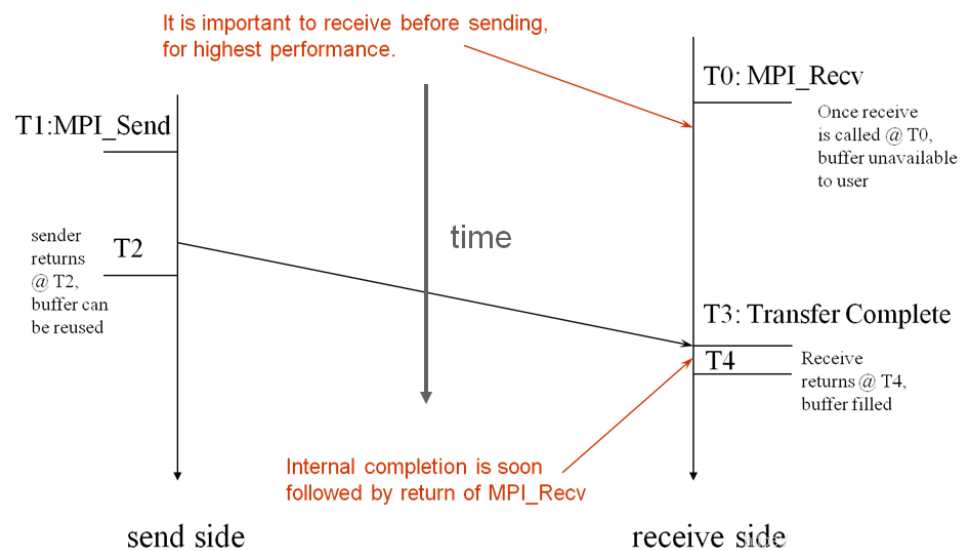 It is important to receive before sending,
for highest performance.
T0: MPI_Recv
Once receive
is called @ T0,
buffer unavailable
to user
T1:MPI_Send
sender
returns
@ T2,
buffer can
be reused
T2
time
T3: Transfer Complete
T4
Receive
returns @ T4,
buffer filled
Internal completion is soon
followed by return of MPI_Recv
send side
receive side